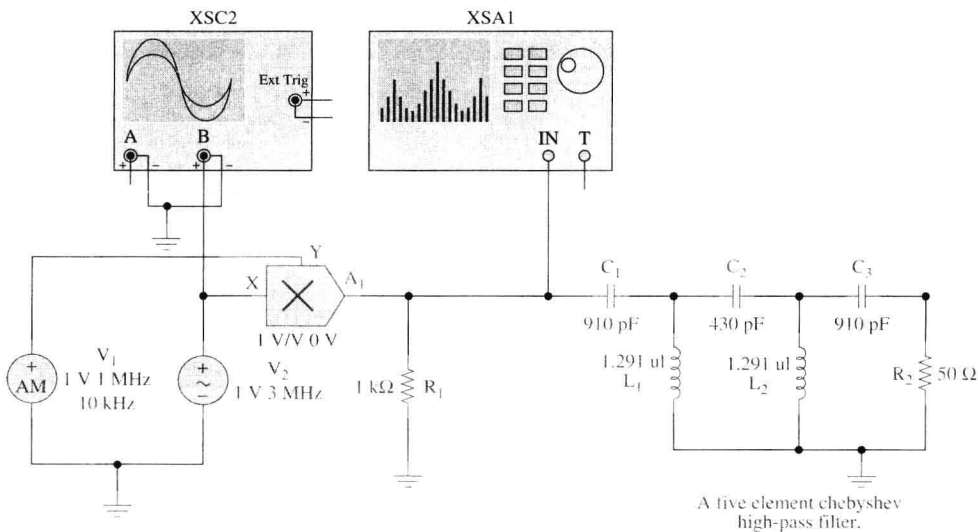 XSC2
XSA1
Ext Trig
+
−
A
B
+
−
+
−
IN
T
Y
X
A1
1 V/V 0 V
C1
C2
C3
910 pF
430 pF
910 pF
V1
1 V 1 MHz
10 kHz
+
AM
V2
1 V 3 MHz
+
−
1 kΩ
R1
1.291 ul
L1
1.291 ul
L2
R2
50 Ω
A five element chebyshev
high-pass filter.